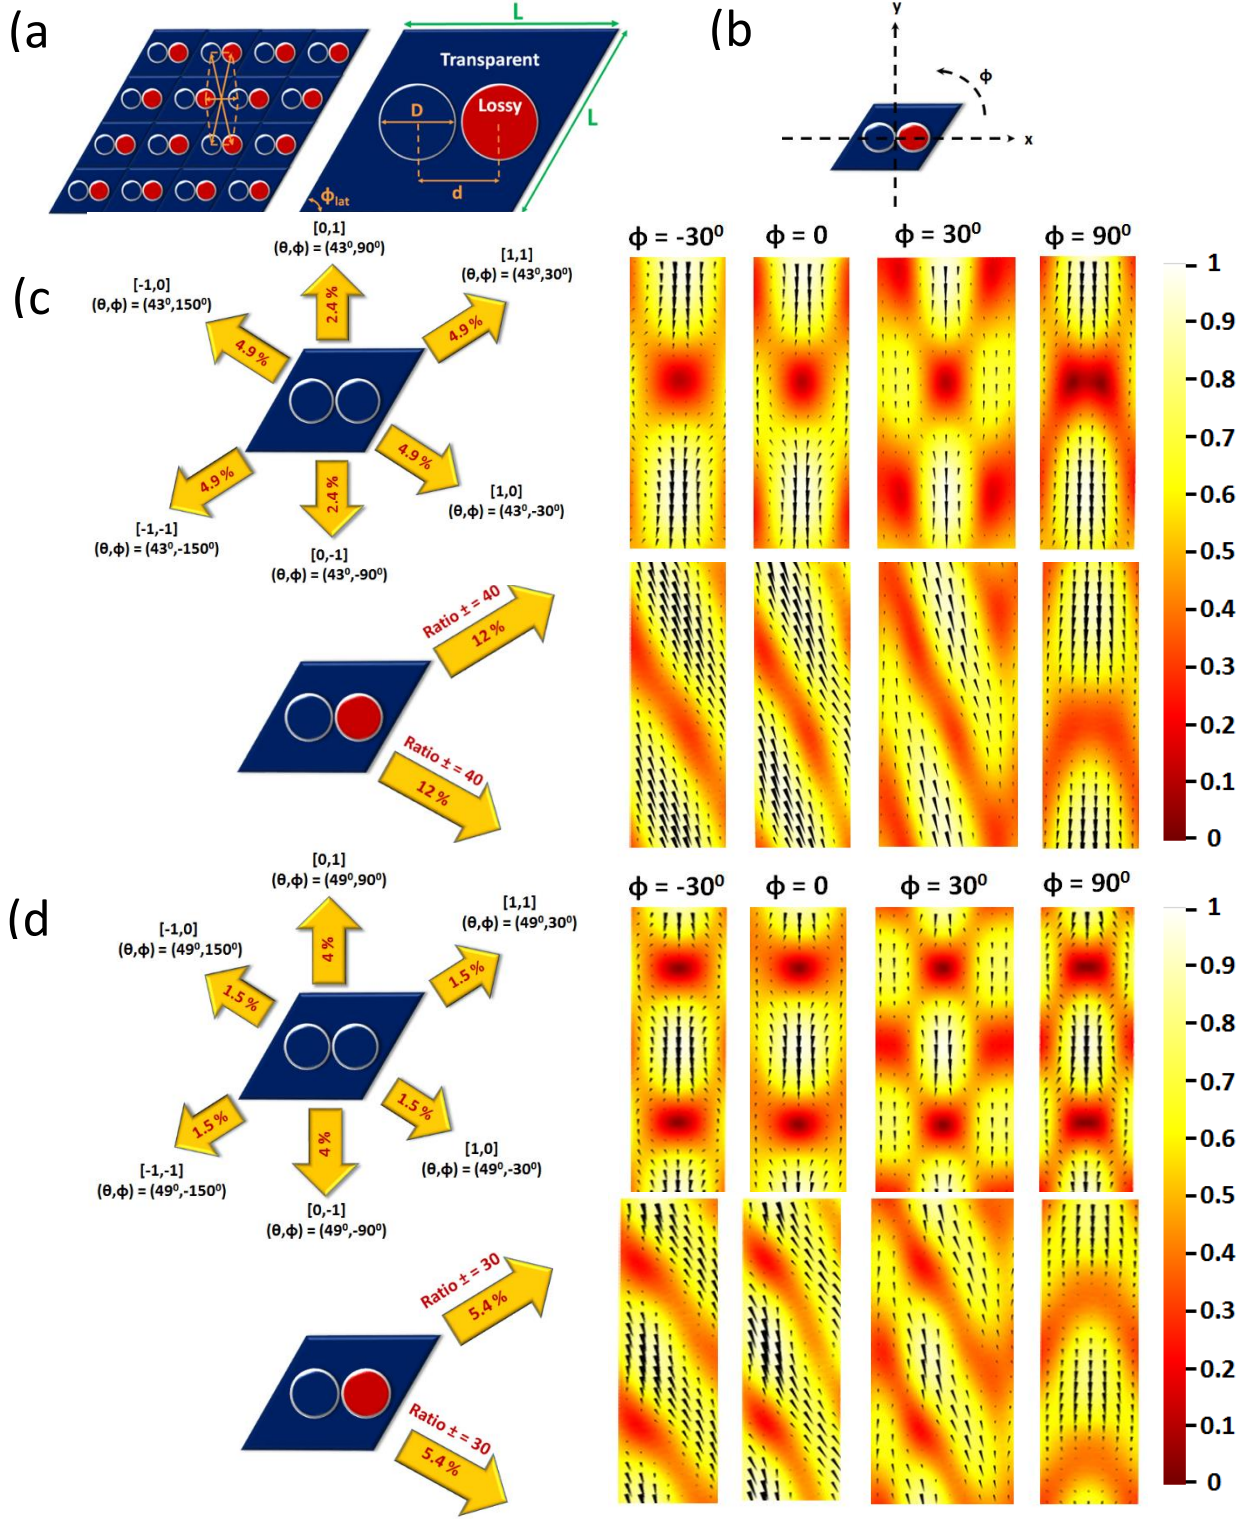 (a
L
Transparent
D
Lossy
L
d
ϕlat
(b)
y
ϕ
x
(c
[0,1]
(θ,ϕ) = (43⁰,90⁰)
[-1,0]
(θ,ϕ) = (43⁰,150⁰)
[1,1]
(θ,ϕ) = (43⁰,30⁰)
2.4 %
4.9 %
4.9 %
4.9 %
2.4 %
4.9 %
[-1,-1]
(θ,ϕ) = (43⁰,-150⁰)
[0,-1]
(θ,ϕ) = (43⁰,-90⁰)
[1,0]
(θ,ϕ) = (43⁰,-30⁰)
Ratio ± = 40
12 %
Ratio ± = 40
12 %
ϕ = -30⁰
ϕ = 0
ϕ = 30⁰
ϕ = 90⁰
1
0.9
0.8
0.7
0.6
0.5
0.4
0.3
0.2
0.1
0
(d
[0,1]
(θ,ϕ) = (49⁰,90⁰)
[-1,0]
(θ,ϕ) = (49⁰,150⁰)
[1,1]
(θ,ϕ) = (49⁰,30⁰)
4 %
1.5 %
1.5 %
1.5 %
4 %
1.5 %
[-1,-1]
(θ,ϕ) = (49⁰,-150⁰)
[0,-1]
(θ,ϕ) = (49⁰,-90⁰)
[1,0]
(θ,ϕ) = (49⁰,-30⁰)
Ratio ± = 30
5.4 %
Ratio ± = 30
5.4 %
ϕ = -30⁰
ϕ = 0
ϕ = 30⁰
ϕ = 90⁰
1
0.9
0.8
0.7
0.6
0.5
0.4
0.3
0.2
0.1
0